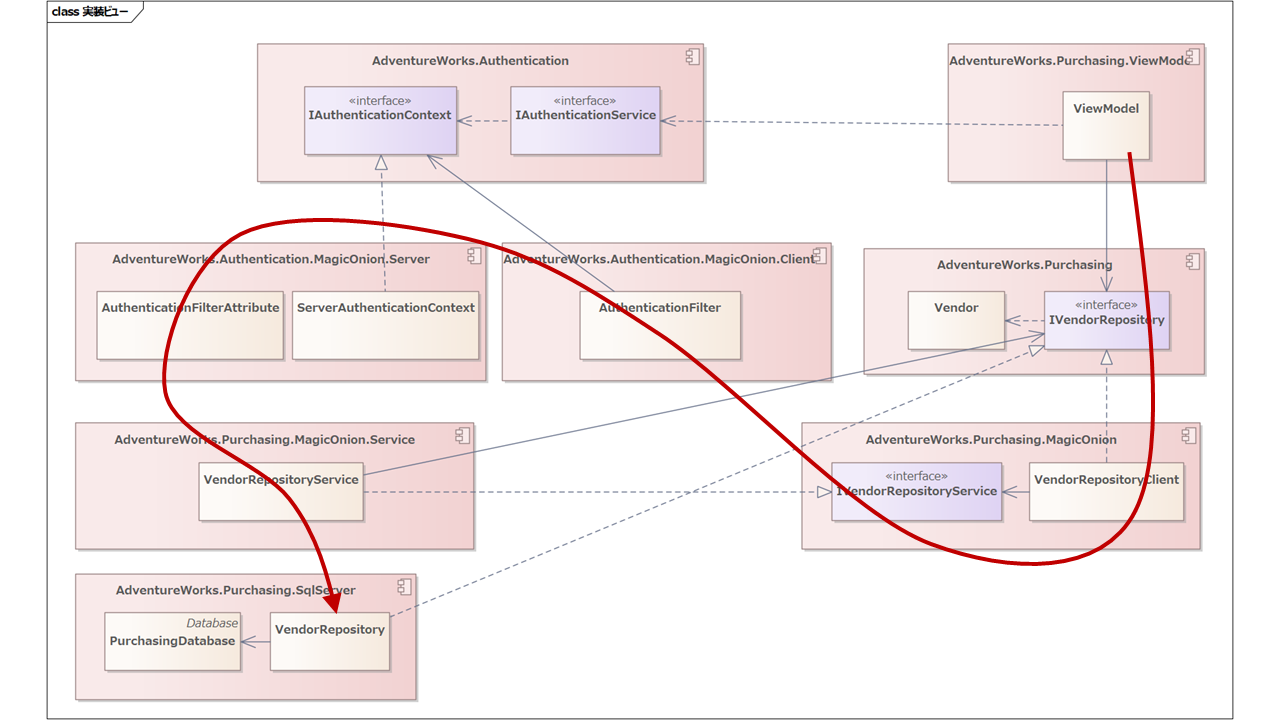 class 実装ビュー
AdventureWorks.Authentication
«interface»
IAuthenticationContext
«interface»
IAuthenticationService
AdventureWorks.Purchasing.ViewMode
ViewModel
AdventureWorks.Authentication.MagicOnion.Server
AuthenticationFilterAttribute
ServerAuthenticationContext
AdventureWorks.Authentication.MagicOnion.Client
AuthenticationFilter
AdventureWorks.Purchasing
Vendor
«interface»
IVendorRepository
AdventureWorks.Purchasing.MagicOnion.Service
VendorRepositoryService
AdventureWorks.Purchasing.MagicOnion
«interface»
IVendorRepositoryService
VendorRepositoryClient
AdventureWorks.Purchasing.SqlServer
Database
PurchasingDatabase
VendorRepository